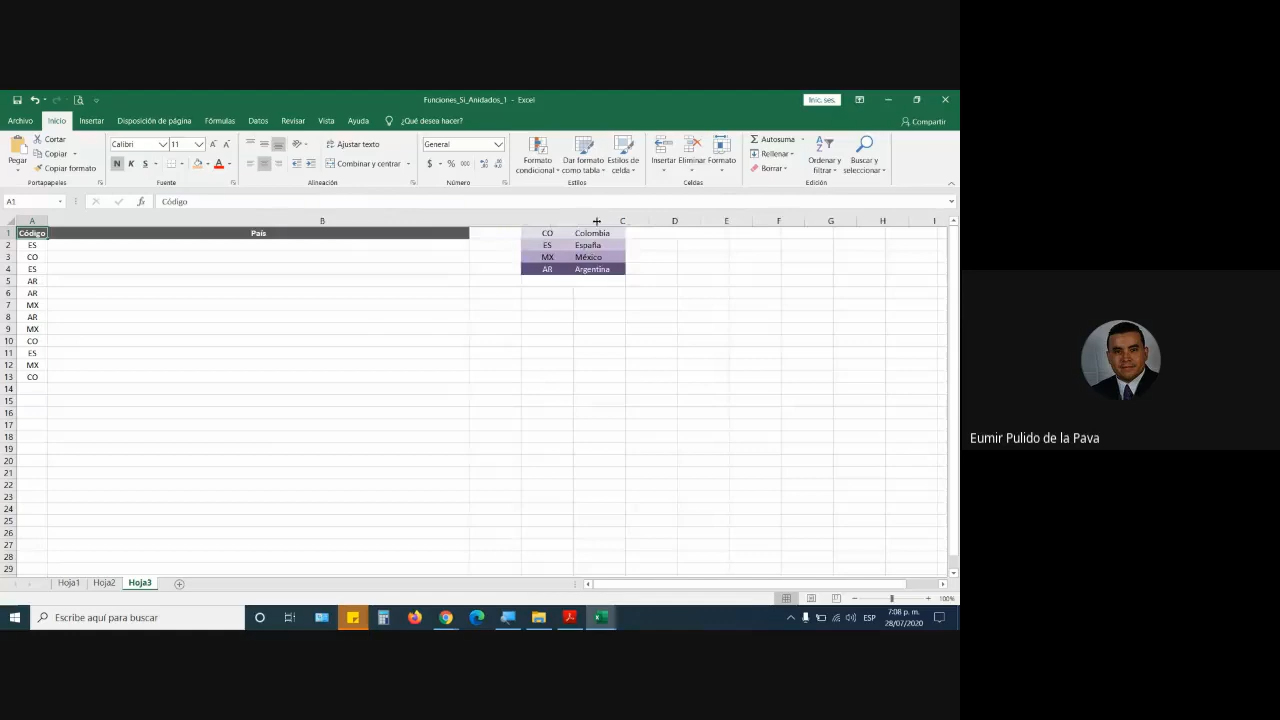 Funciones_Si_Anidados_1 - Excel
Inic. ses.
Archivo Inicio Insertar Disposición de página Fórmulas Datos Revisar Vista Ayuda ¿Qué desea hacer? Compartir
Pegar
Cortar
Copiar
Copiar formato
Portapapeles
Calibri 11
N K S
Fuente
Ajustar texto
Combinar y centrar
Alineación
General
$ % 000
Número
Formato condicional
Dar formato como tabla
Estilos de celda
Estilos
Insertar Eliminar Formato
Celdas
Autosuma
Rellenar
Borrar
Ordenar y filtrar
Buscar y seleccionar
Edición
A1 fx Código
A B C D E F G H I
1 Código País CO Colombia
2 ES ES España
3 CO MX México
4 ES AR Argentina
5 AR
6 AR
7 MX
8 AR
9 MX
10 CO
11 ES
12 MX
13 CO
14
15
16
17
18
19
20
21
22
23
24
25
26
27
28
29
Hoja1 Hoja2 Hoja3
100%
Escribe aquí para buscar
ESP
7:08 p. m.
28/07/2020
Eumir Pulido de la Pava